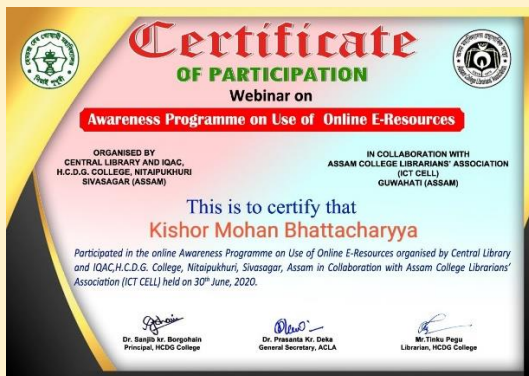 Certificate
OF PARTICIPATION
Webinar on
Awareness Programme on Use of Online E-Resources
ORGANISED BY
CENTRAL LIBRARY AND IQAC,
H.C.D.G. COLLEGE, NITAIPUKHURI
SIVASAGAR (ASSAM)
IN COLLABORATION WITH
ASSAM COLLEGE LIBRARIANS' ASSOCIATION
(ICT CELL)
GUWAHATI (ASSAM)
This is to certify that
Kishor Mohan Bhattacharyya
Participated in the online Awareness Programme on Use of Online E-Resources organised by Central Library
and IQAC,H.C.D.G. College, Nitaipukhuri, Sivasagar, Assam in Collaboration with Assam College Librarians'
Association (ICT CELL) held on 30th June, 2020.
Dr. Sanjib kr. Borgohain
Principal, HCDG College
Dr. Prasanta Kr. Deka
General Secretary, ACLA
Mr.Tinku Pegu
Librarian, HCDG College